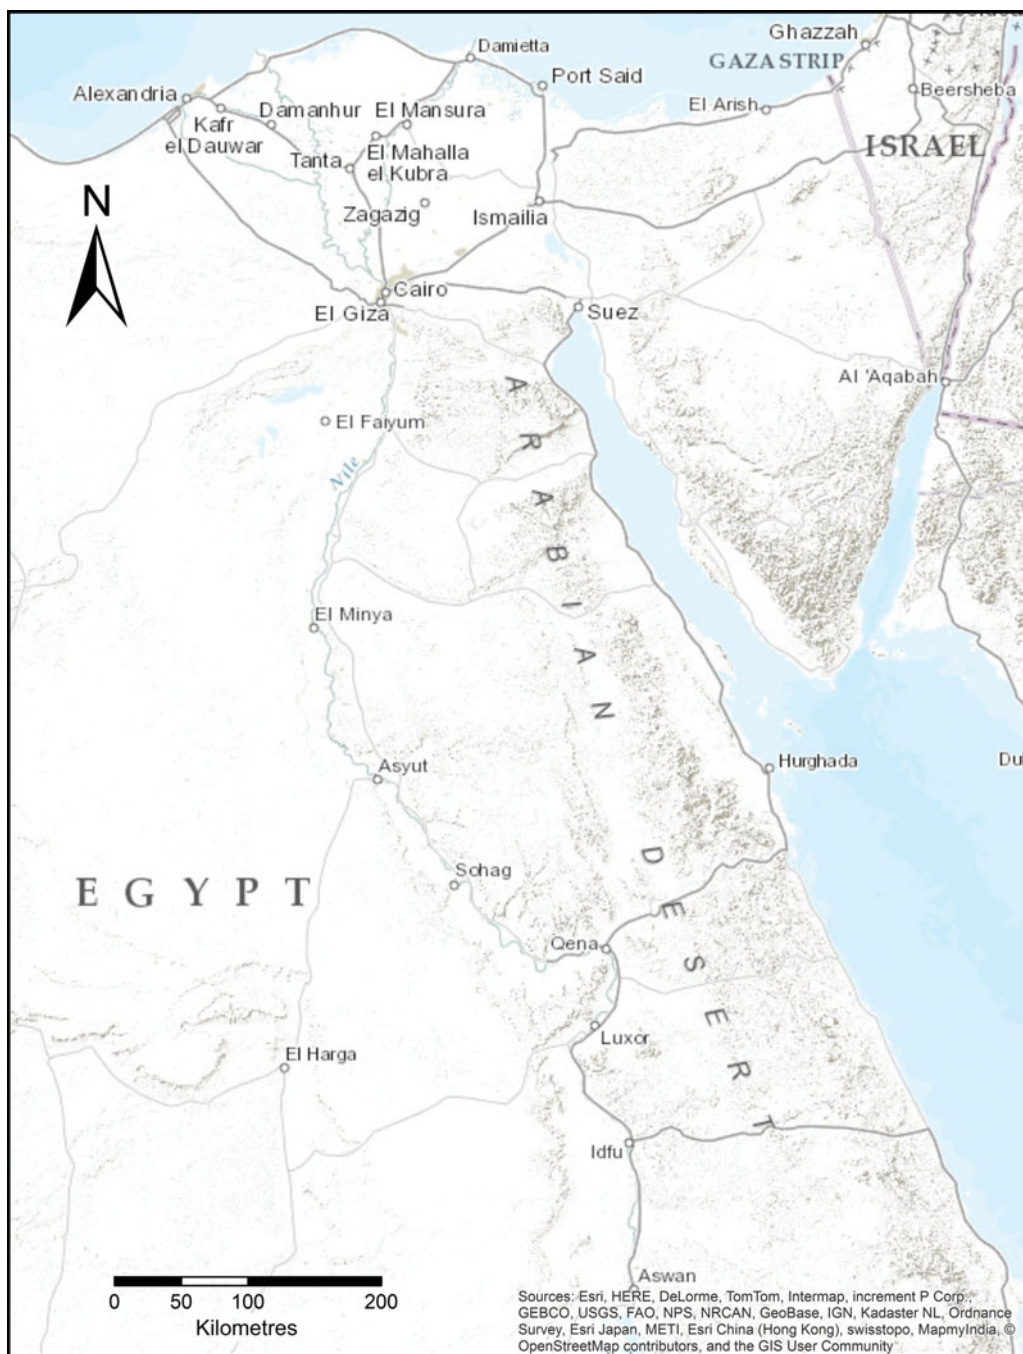 Damietta
Ghazzah
GAZA STRIP
Port Said
Alexandria
Damanhur
El Mansura
El Arish
Beersheba
Kafr
el Dauwar
Tanta
El Mahalla
el Kubra
ISRAEL
N
Zagazig
Ismailia
Cairo
El Giza
Suez
Al 'Aqabah
El Faiyum
Nile
ARABIAN DESERT
El Minya
Hurghada
Asyut
Sohag
EGYPT
Qena
Luxor
El Harga
Idfu
Aswan
0 50 100 200
Kilometres
Sources: Esri, HERE, DeLorme, TomTom, Intermap, increment P Corp.,
GEBCO, USGS, FAO, NPS, NRCAN, GeoBase, IGN, Kadaster NL, Ordnance
Survey, Esri Japan, METI, Esri China (Hong Kong), swisstopo, MapmyIndia, ©
OpenStreetMap contributors, and the GIS User Community